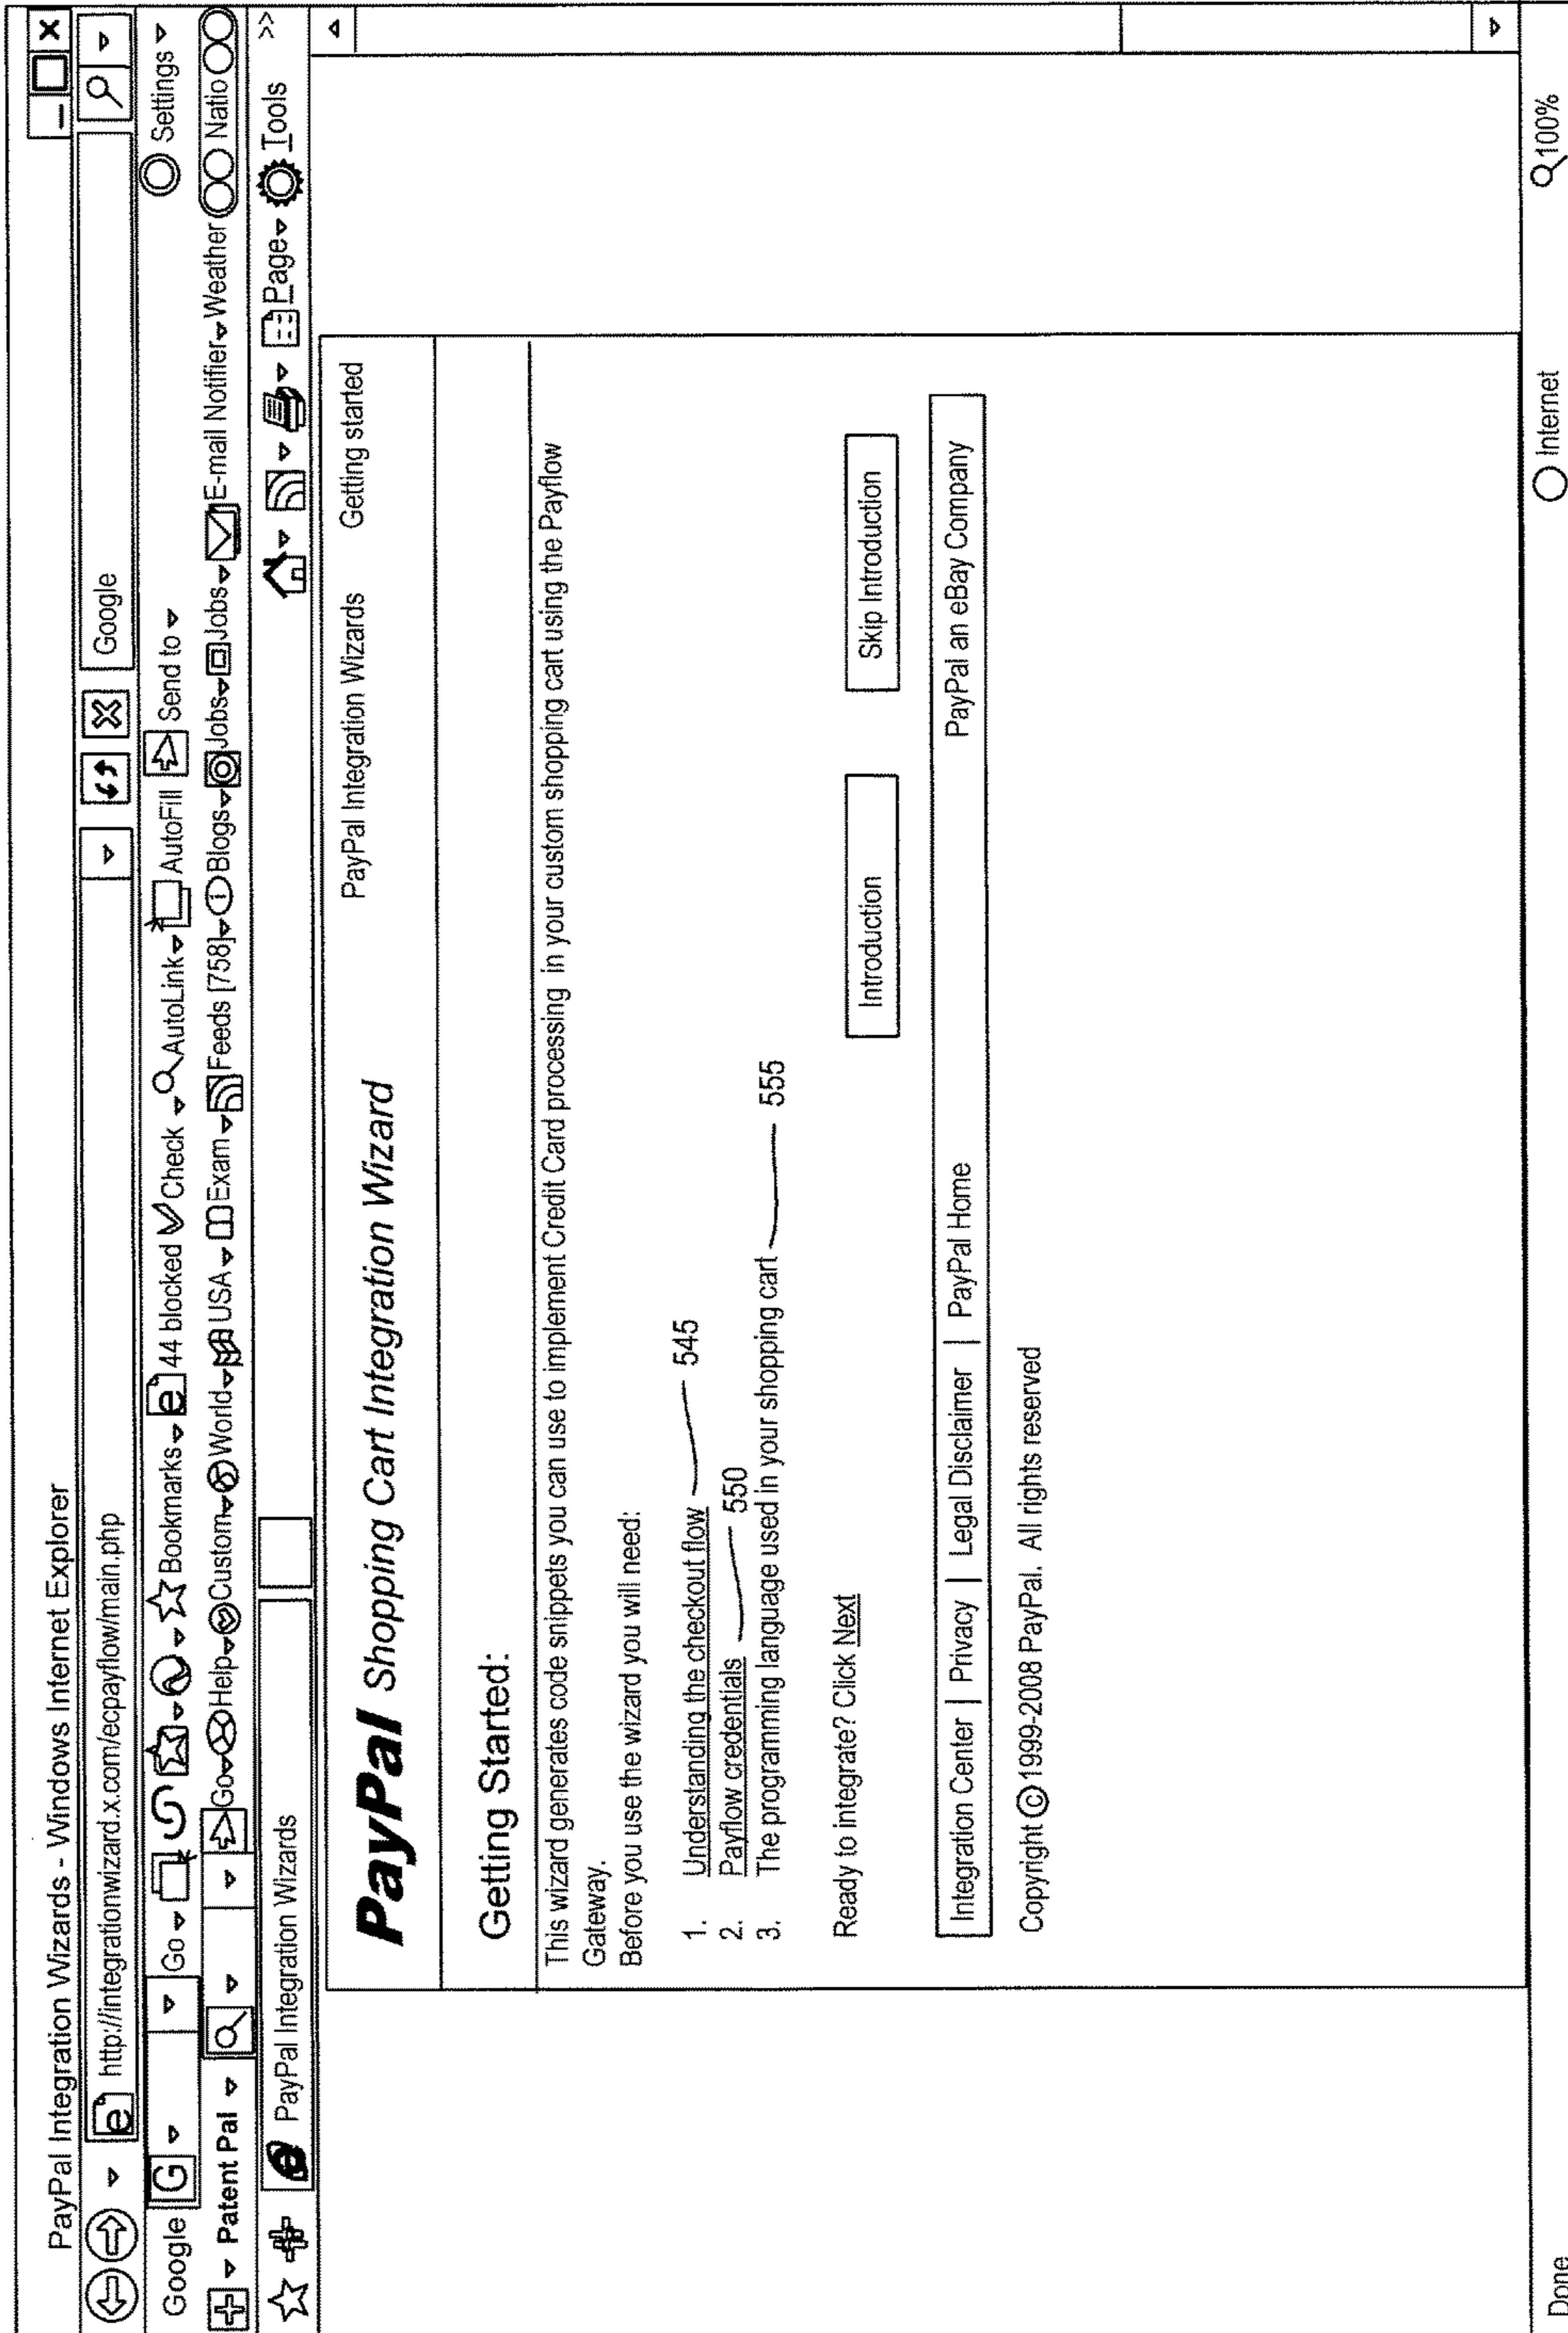 PayPal Integration Wizards - Windows Internet Explorer
http://integrationwizard.x.com/ecpayflow/main.php Google
Google G Go Bookmarks 44 blocked Check AutoLink AutoFill Send to Settings
Patent Pal Go Help Custom World USA Exam Feeds [758] Blogs Jobs Jobs E-mail Notifier Weather Natio
PayPal Integration Wizards Page Tools >>
PayPal Shopping Cart Integration Wizard PayPal Integration Wizards Getting started
Getting Started:
This wizard generates code snippets you can use to implement Credit Card processing in your custom shopping cart using the Payflow
Gateway.
Before you use the wizard you will need:
1. Understanding the checkout flow 545
2. Payflow credentials 550
3. The programming language used in your shopping cart 555
Ready to integrate? Click Next
Introduction Skip Introduction
Integration Center | Privacy | Legal Disclaimer | PayPal Home PayPal an eBay Company
Copyright ©1999-2008 PayPal. All rights reserved
Done Internet 100%